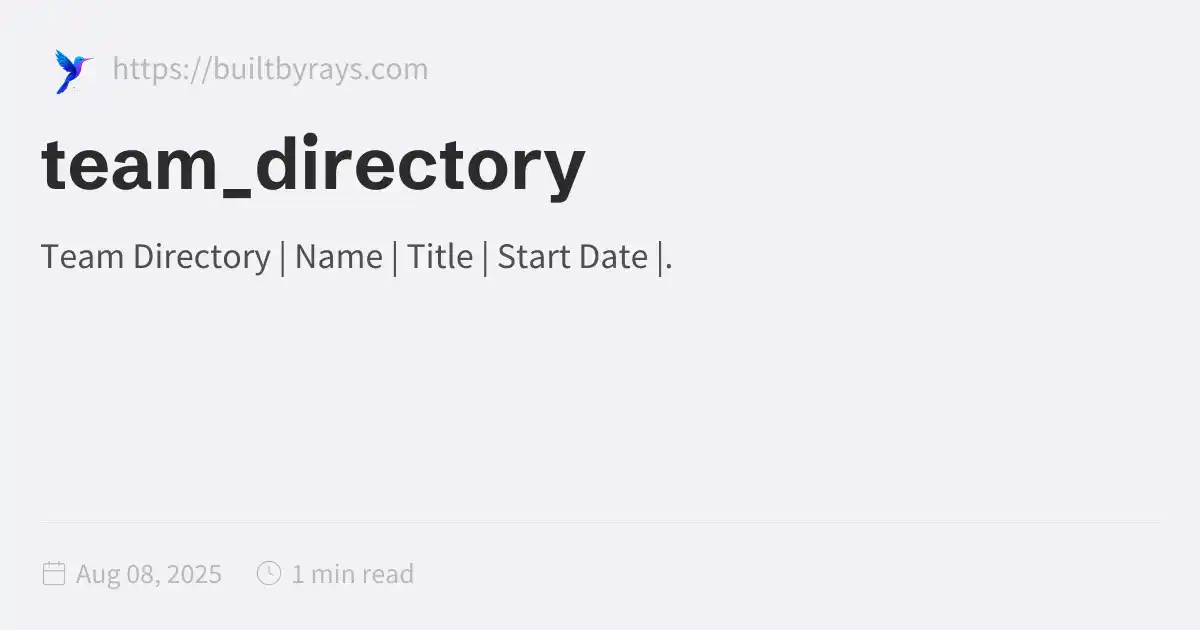 https://builtbyrays.com
team_directory
Team Directory | Name | Title | Start Date |.
Aug 08, 2025 1 min read